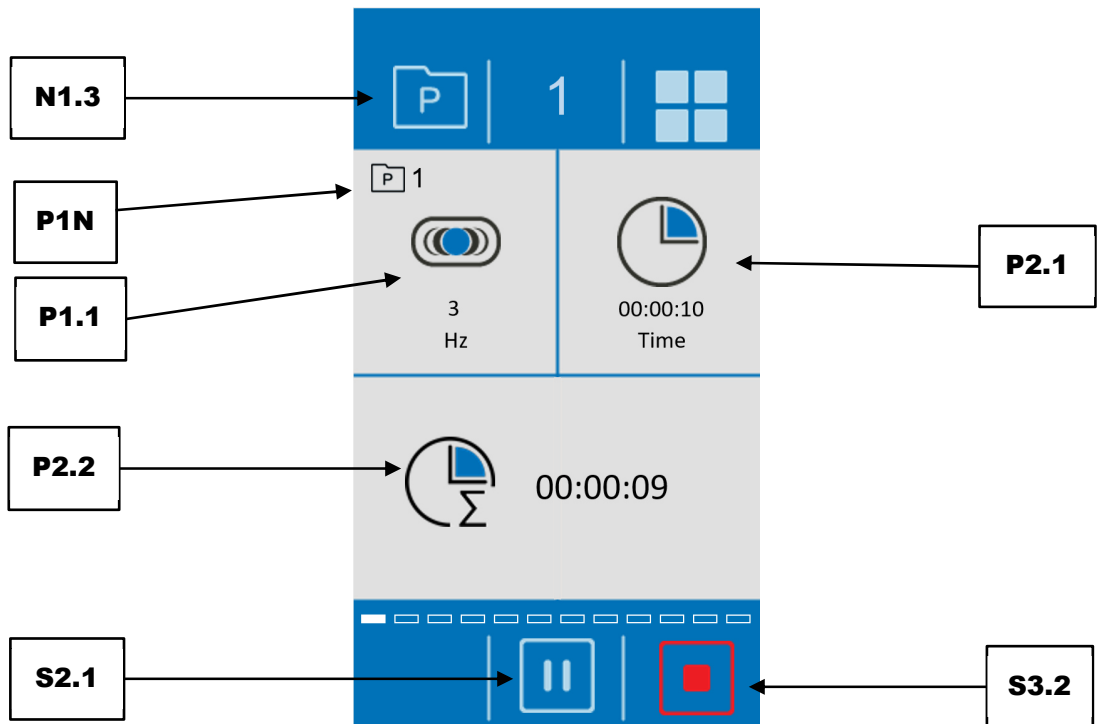 N1.3
P 1
P 1
P1N
P1.1
P2.1
3
Hz
00:00:10
Time
P2.2
Σ
00:00:09
S2.1
S3.2